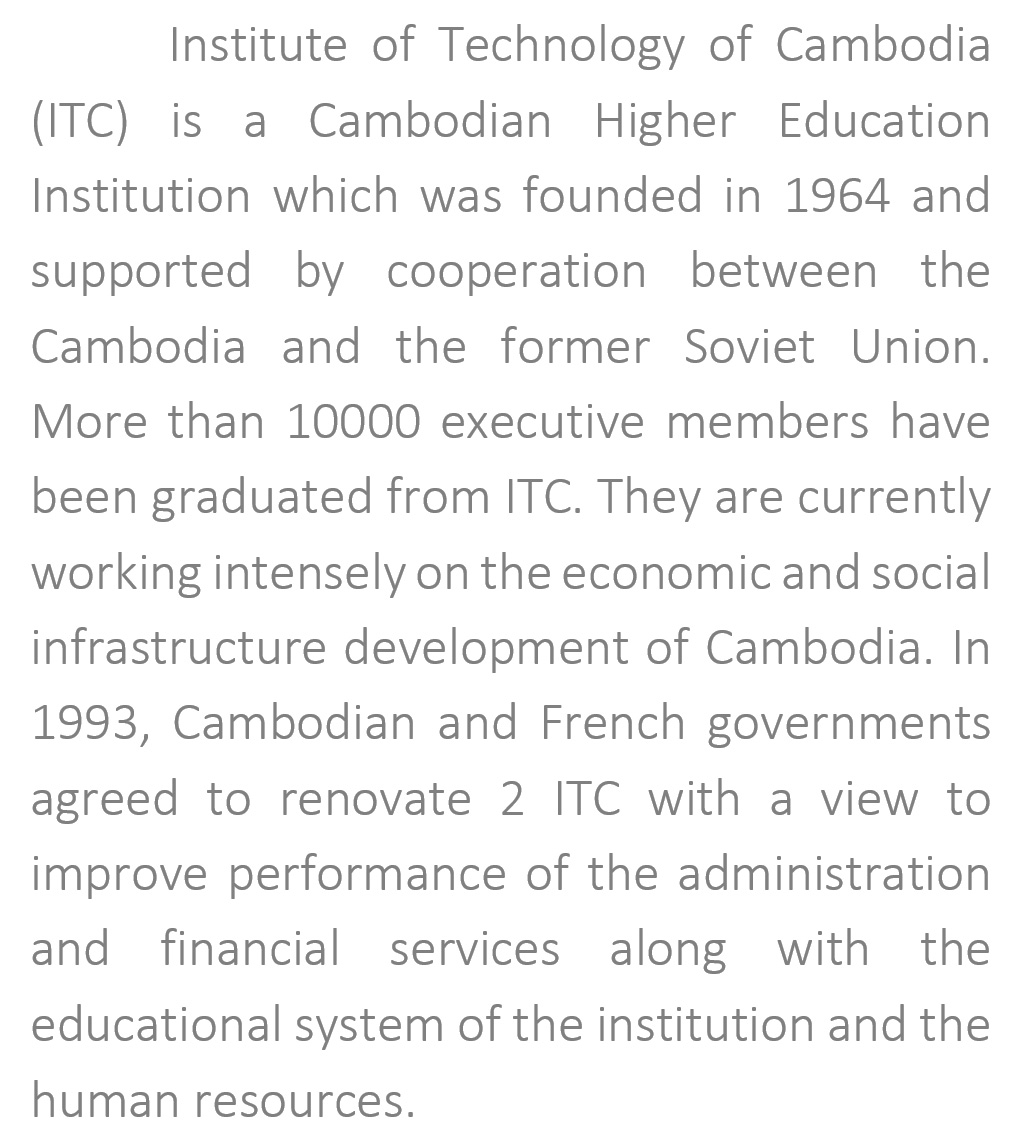 Institute of Technology of Cambodia
(ITC) is a Cambodian Higher Education
Institution which was founded in 1964 and
supported by cooperation between the
Cambodia and the former Soviet Union.
More than 10000 executive members have
been graduated from ITC. They are currently
working intensely on the economic and social
infrastructure development of Cambodia. In
1993, Cambodian and French governments
agreed to renovate 2 ITC with a view to
improve performance of the administration
and financial services along with the
educational system of the institution and the
human resources.